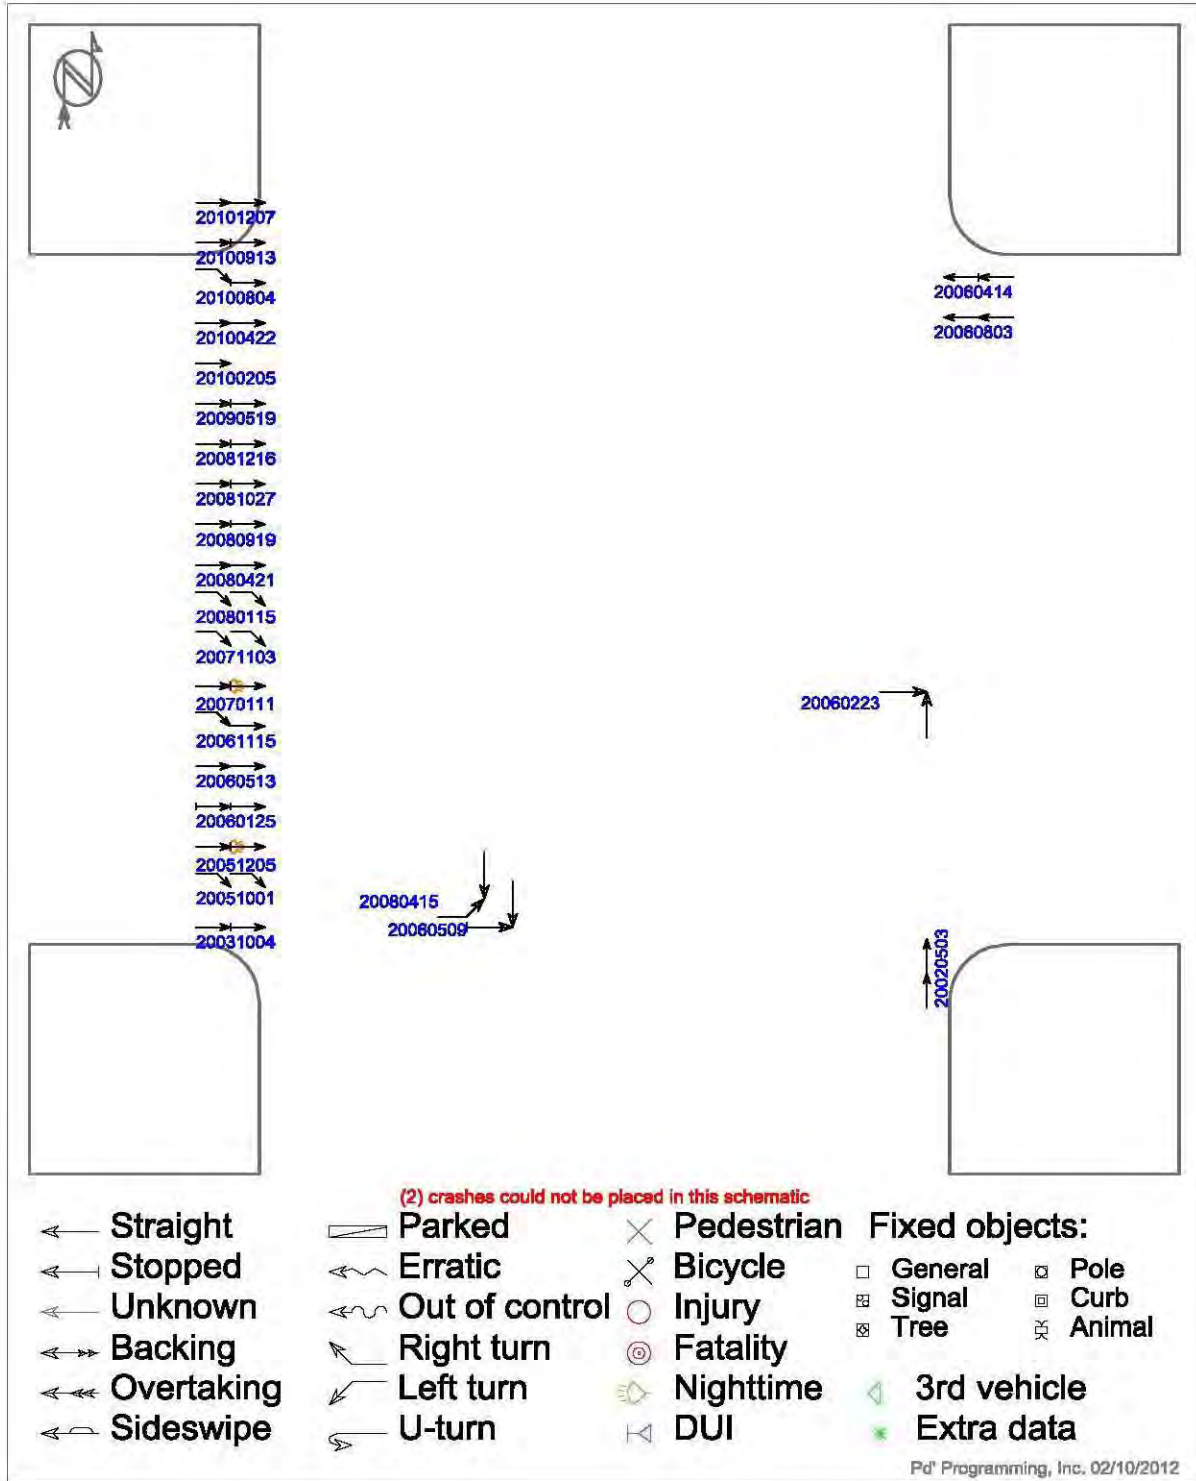 N
20101207
20100913
20100804
20100422
20100205
20090519
20081216
20081027
20080919
20080421
20080115
20071103
20070111
20061115
20060513
20060125
20051205
20051001
20031004
20060414
20060803
20060223
20080415
20060509
20020503
(2) crashes could not be placed in this schematic
Straight
Stopped
Unknown
Backing
Overtaking
Sideswipe
Parked
Erratic
Out of control
Right turn
Left turn
U-turn
Pedestrian
Bicycle
Injury
Fatality
Nighttime
DUI
Fixed objects:
General
Signal
Tree
Pole
Curb
Animal
3rd vehicle
Extra data
Pd' Programming, Inc. 02/10/2012